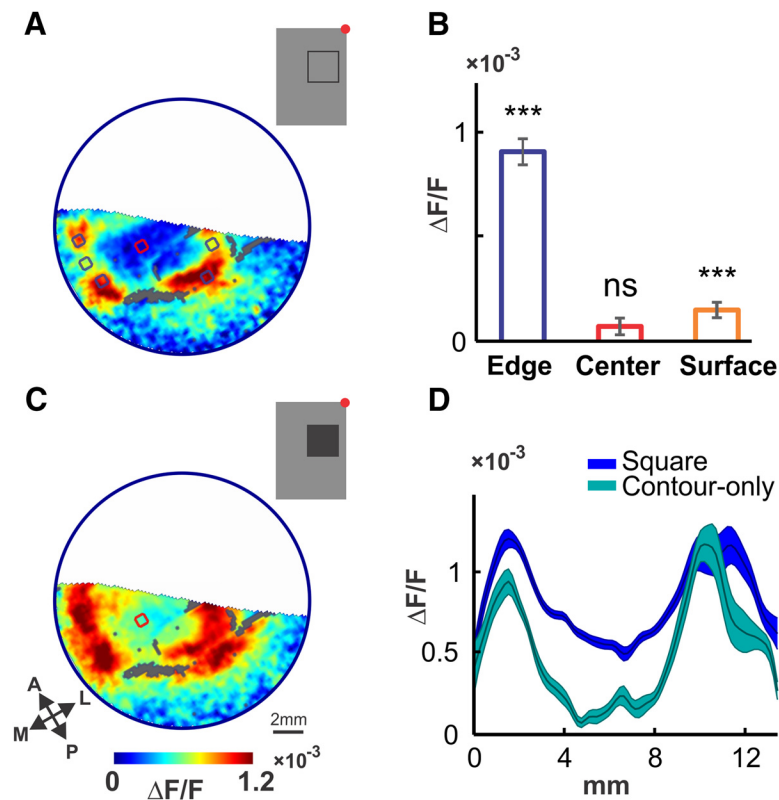 A
B
×10-3
***
1
ΔF/F
ns
***
0
Edge
Center
Surface
C
D
×10-3
Square
Contour-only
1
ΔF/F
0.5
0
0
4
8
12
mm
A
L
M
P
2mm
×10-3
0
1.2
ΔF/F